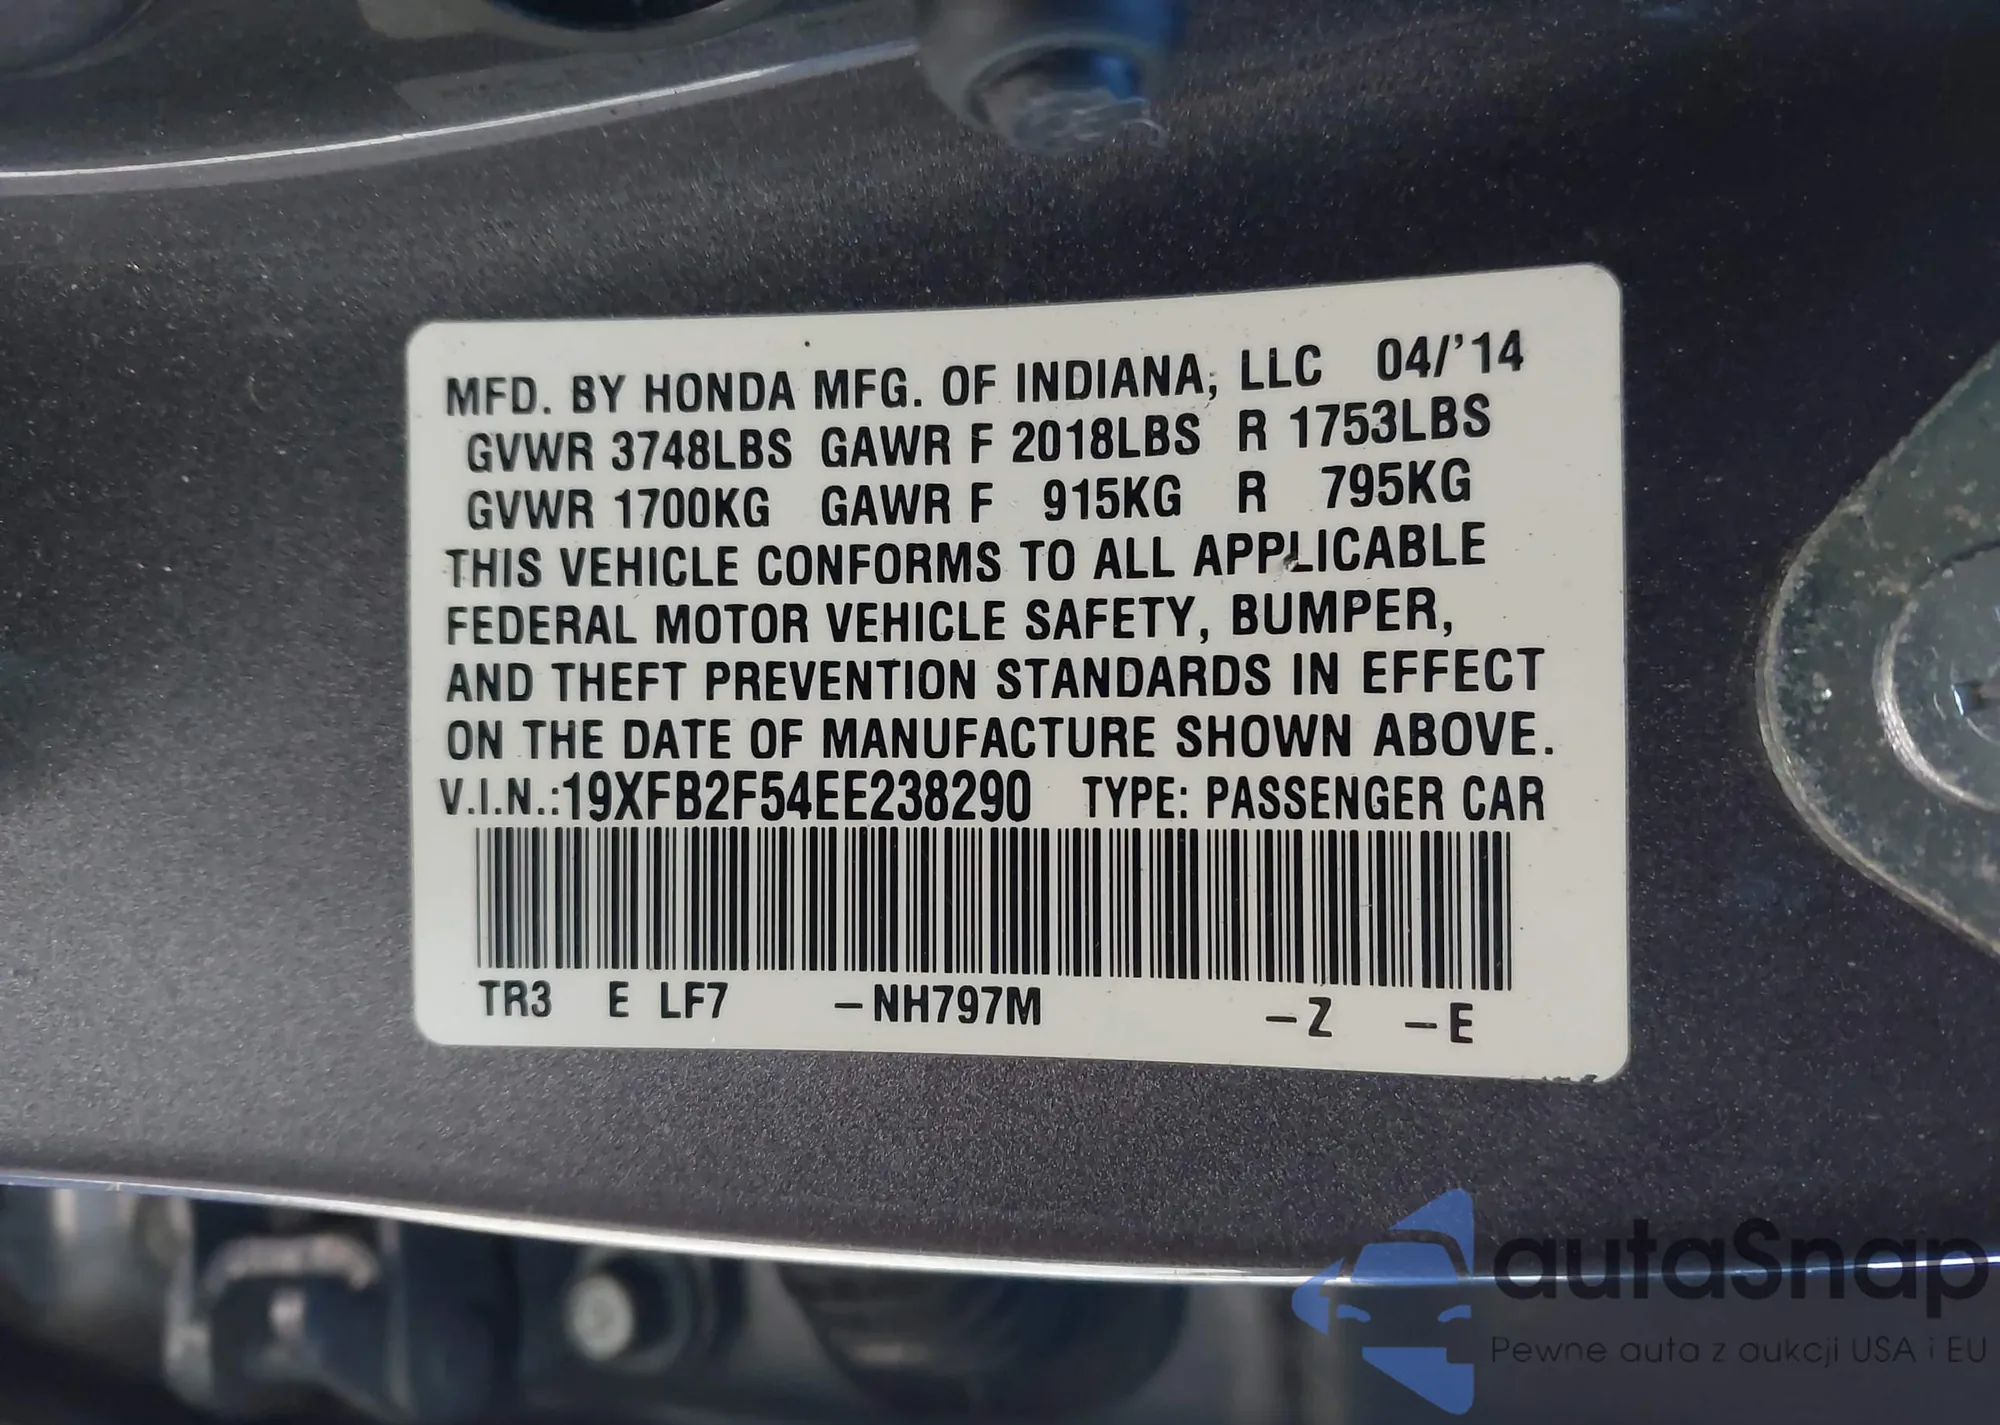 MFD. BY HONDA MFG. OF INDIANA, LLC 04/'14
GVWR 3748LBS GAWR F 2018LBS R 1753LBS
GVWR 1700KG GAWR F 915KG R 795KG
THIS VEHICLE CONFORMS TO ALL APPLICABLE
FEDERAL MOTOR VEHICLE SAFETY, BUMPER,
AND THEFT PREVENTION STANDARDS IN EFFECT
ON THE DATE OF MANUFACTURE SHOWN ABOVE.
V.I.N.:19XFB2F54EE238290 TYPE: PASSENGER CAR
TR3 E LF7 –NH797M –Z –E
autaSnap
Pewne auta z aukcji USA i EU